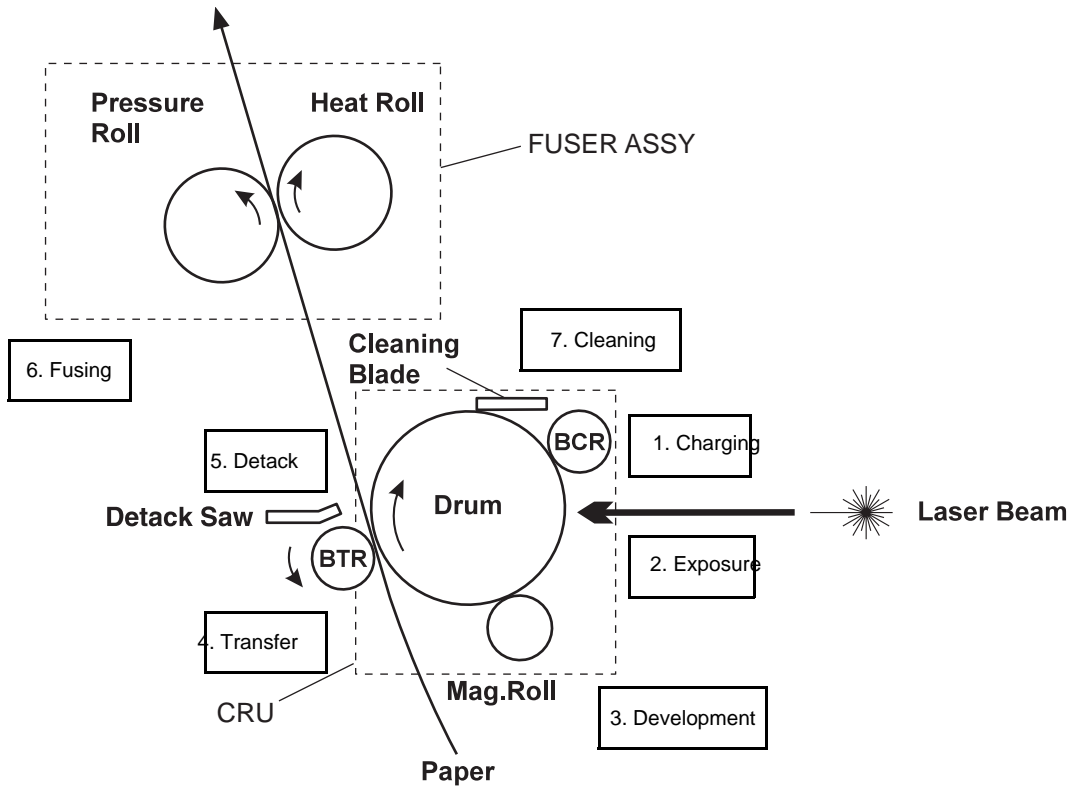 Pressure
Roll
Heat Roll
FUSER ASSY
6. Fusing
Cleaning
Blade
7. Cleaning
BCR
1. Charging
5. Detack
Drum
Detack Saw
Laser Beam
BTR
2. Exposure
4. Transfer
Mag.Roll
CRU
3. Development
Paper